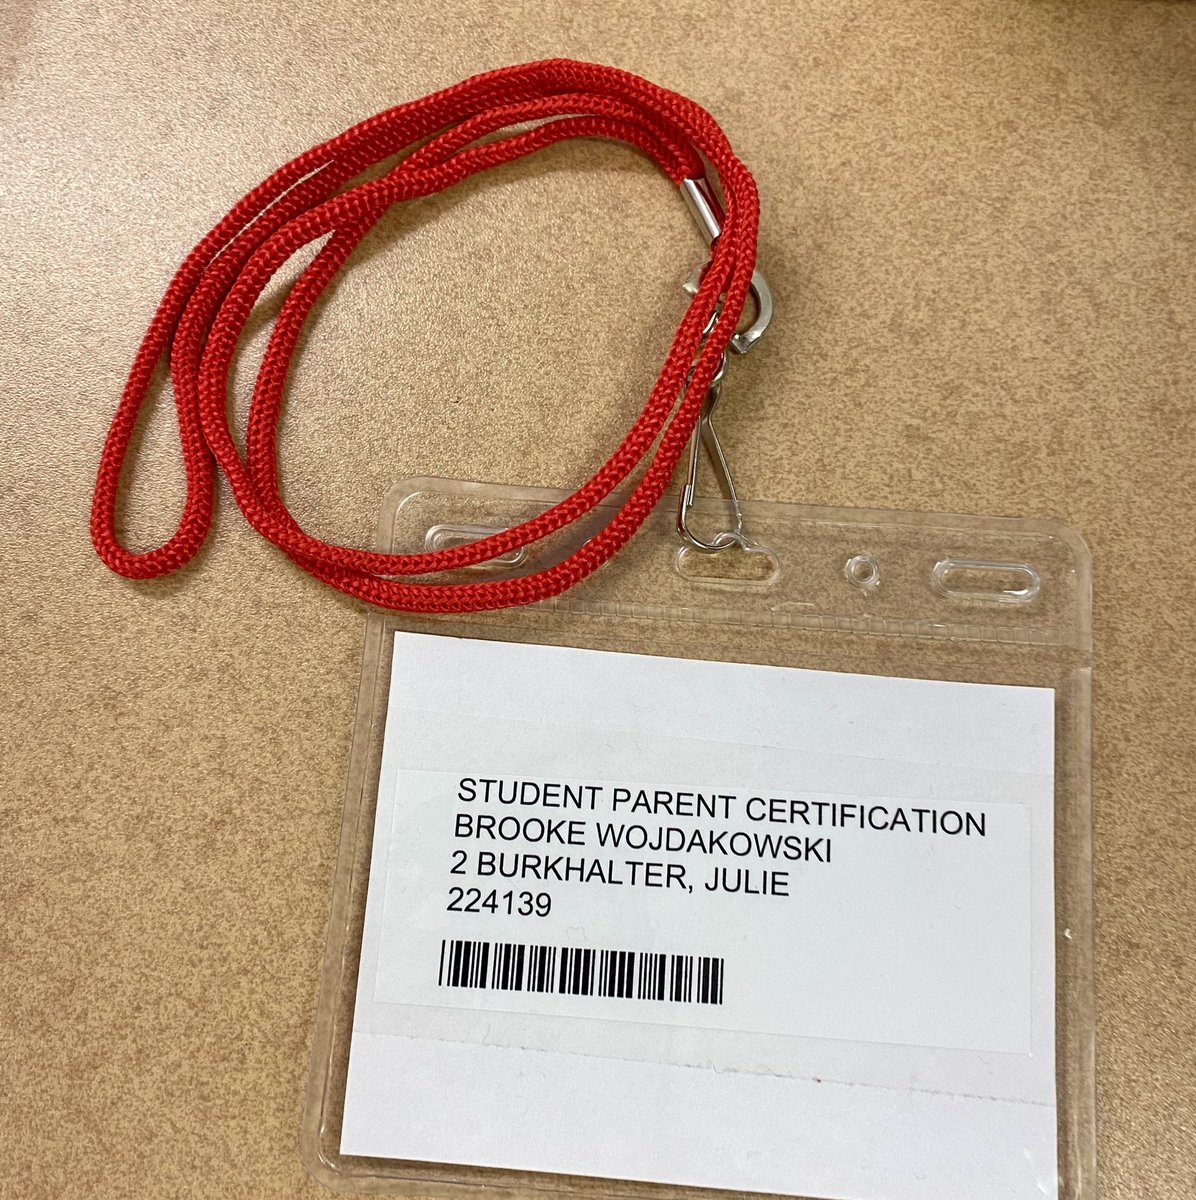 STUDENT PARENT CERTIFICATION
BROOKE WOJDAKOWSKI
2 BURKHALTER, JULIE
224139